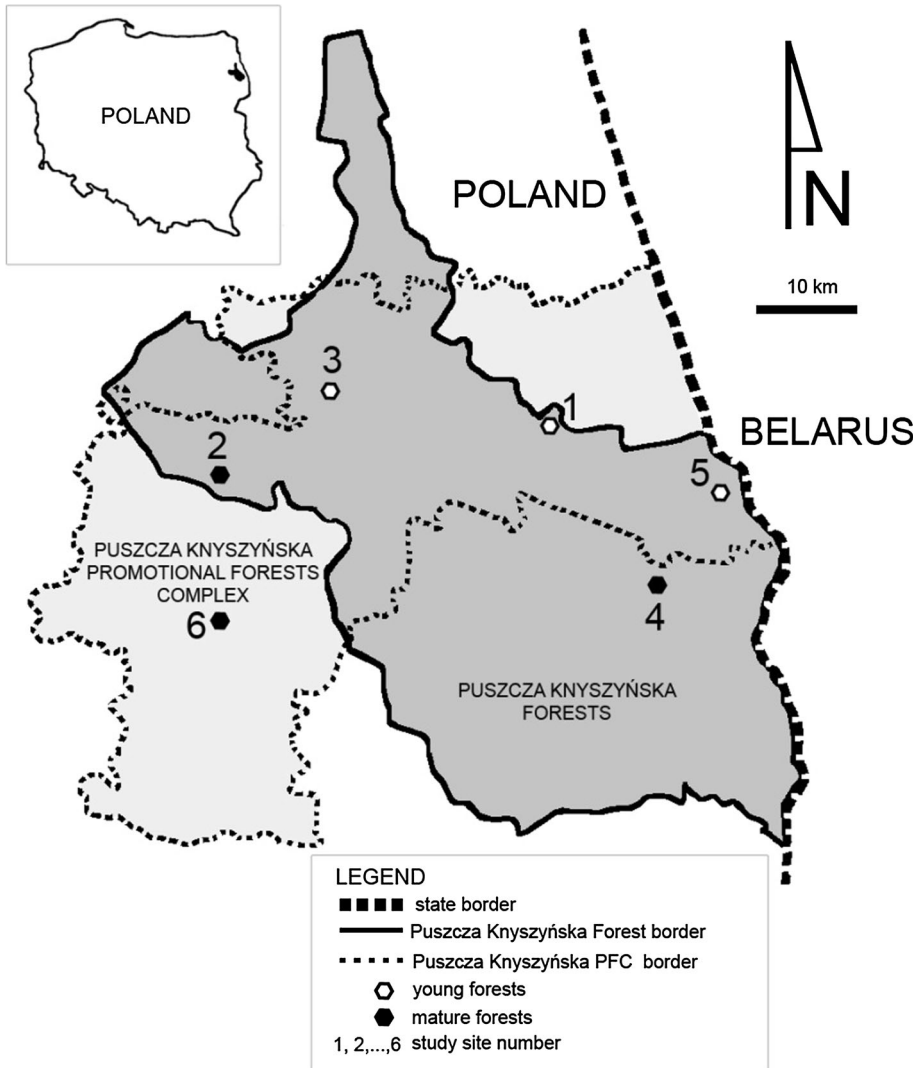 POLAND
POLAND
N
10 km
3
1
BELARUS
2
5
PUSZCZA KNYSZYŃSKA
PROMOTIONAL FORESTS
COMPLEX
6
4
PUSZCZA KNYSZYŃSKA
FORESTS
LEGEND
state border
Puszcza Knyszyńska Forest border
Puszcza Knyszyńska PFC border
young forests
mature forests
1, 2,...,6 study site number